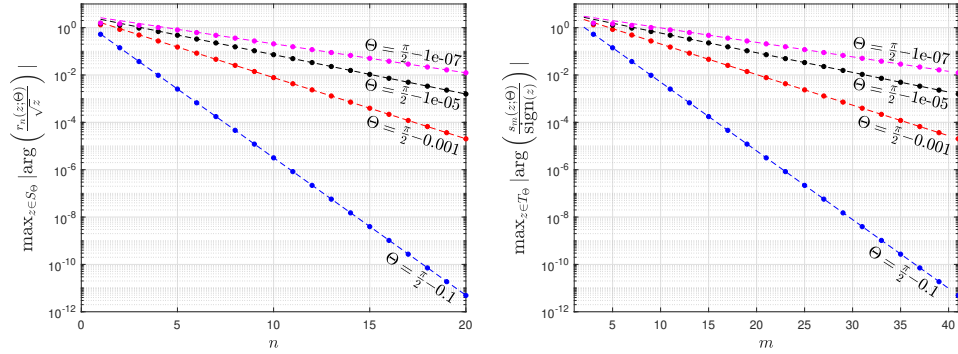 10^0
10^-2
10^-4
10^-6
10^-8
10^-10
10^-12
0
5
10
15
20
n
max_{z∈S_Θ} |arg (r_n(z;Θ)/√z)|
Θ = π/2 −1e-07
Θ = π/2 −1e-05
Θ = π/2 −0.001
Θ = π/2 −0.1
10^0
10^-2
10^-4
10^-6
10^-8
10^-10
10^-12
5
10
15
20
25
30
35
40
m
max_{z∈T_Θ} |arg (s_m(z;Θ)/sign(z))|
Θ = π/2 −1e-07
Θ = π/2 −1e-05
Θ = π/2 −0.001
Θ = π/2 −0.1